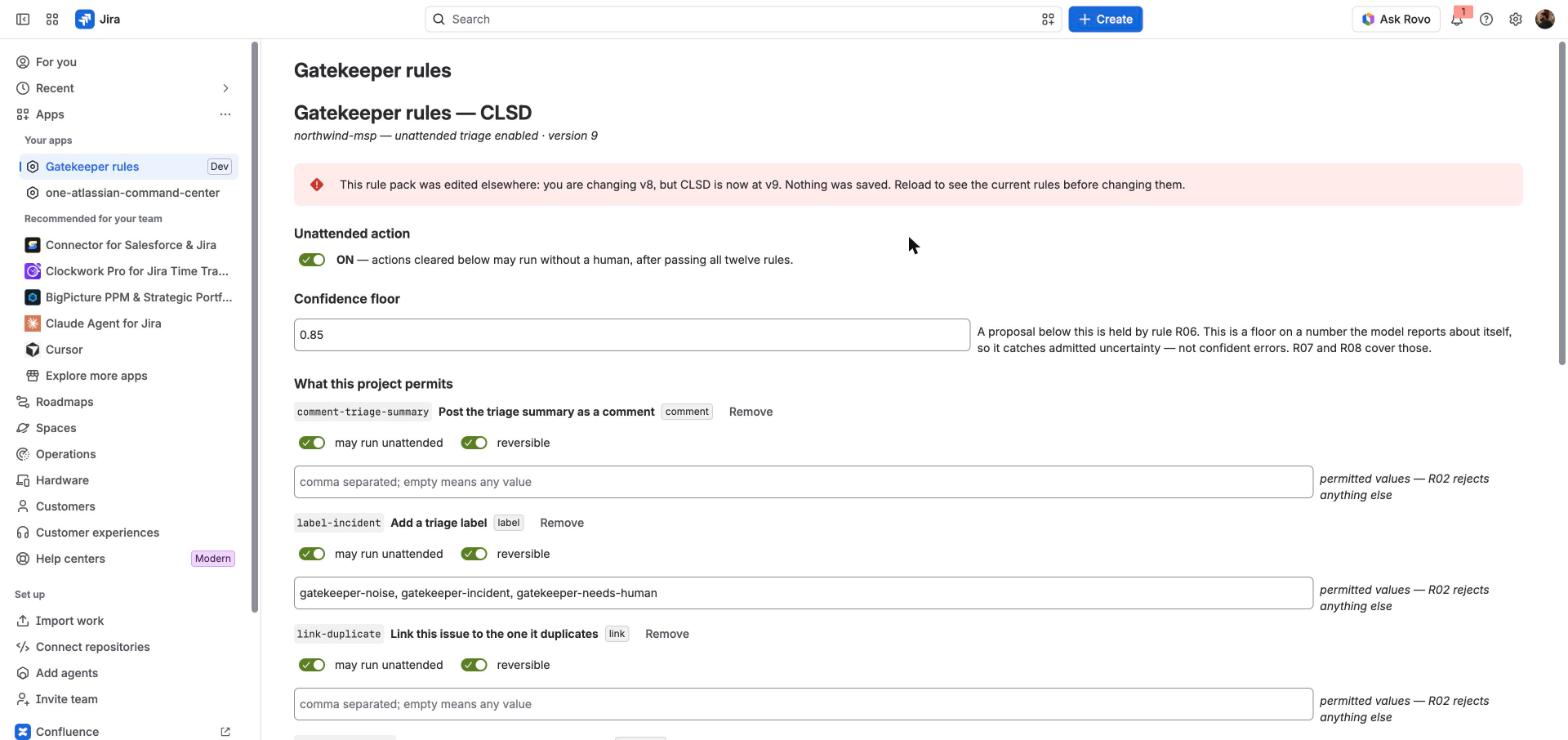 Jira
Search
+ Create
Ask Rovo
1
For you
Recent
Apps
Your apps
Gatekeeper rules Dev
one-atlassian-command-center
Recommended for your team
Connector for Salesforce & Jira
Clockwork Pro for Jira Time Tra...
BigPicture PPM & Strategic Portf...
Claude Agent for Jira
Cursor
Explore more apps
Roadmaps
Spaces
Operations
Hardware
Customers
Customer experiences
Help centers Modern
Set up
Import work
Connect repositories
Add agents
Invite team
Confluence
Gatekeeper rules
Gatekeeper rules — CLSD
northwind-msp — unattended triage enabled · version 9
This rule pack was edited elsewhere: you are changing v8, but CLSD is now at v9. Nothing was saved. Reload to see the current rules before changing them.
Unattended action
ON — actions cleared below may run without a human, after passing all twelve rules.
Confidence floor
0.85
A proposal below this is held by rule R06. This is a floor on a number the model reports about itself,
so it catches admitted uncertainty — not confident errors. R07 and R08 cover those.
What this project permits
comment-triage-summary Post the triage summary as a comment comment Remove
may run unattended reversible
comma separated; empty means any value
permitted values — R02 rejects
anything else
label-incident Add a triage label label Remove
may run unattended reversible
gatekeeper-noise, gatekeeper-incident, gatekeeper-needs-human
permitted values — R02 rejects
anything else
link-duplicate Link this issue to the one it duplicates link Remove
may run unattended reversible
comma separated; empty means any value
permitted values — R02 rejects
anything else